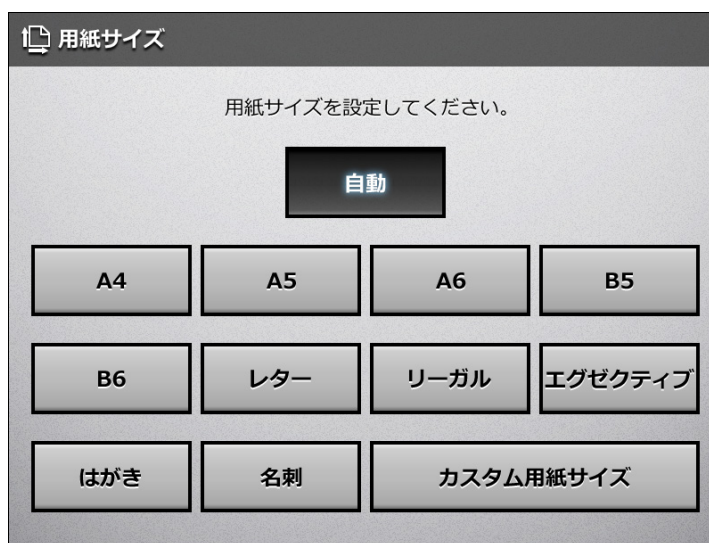 用紙サイズ
用紙サイズを設定してください。
自動
A4 A5 A6 B5
B6 レター リーガル エグゼクティブ
はがき 名刺 カスタム用紙サイズ